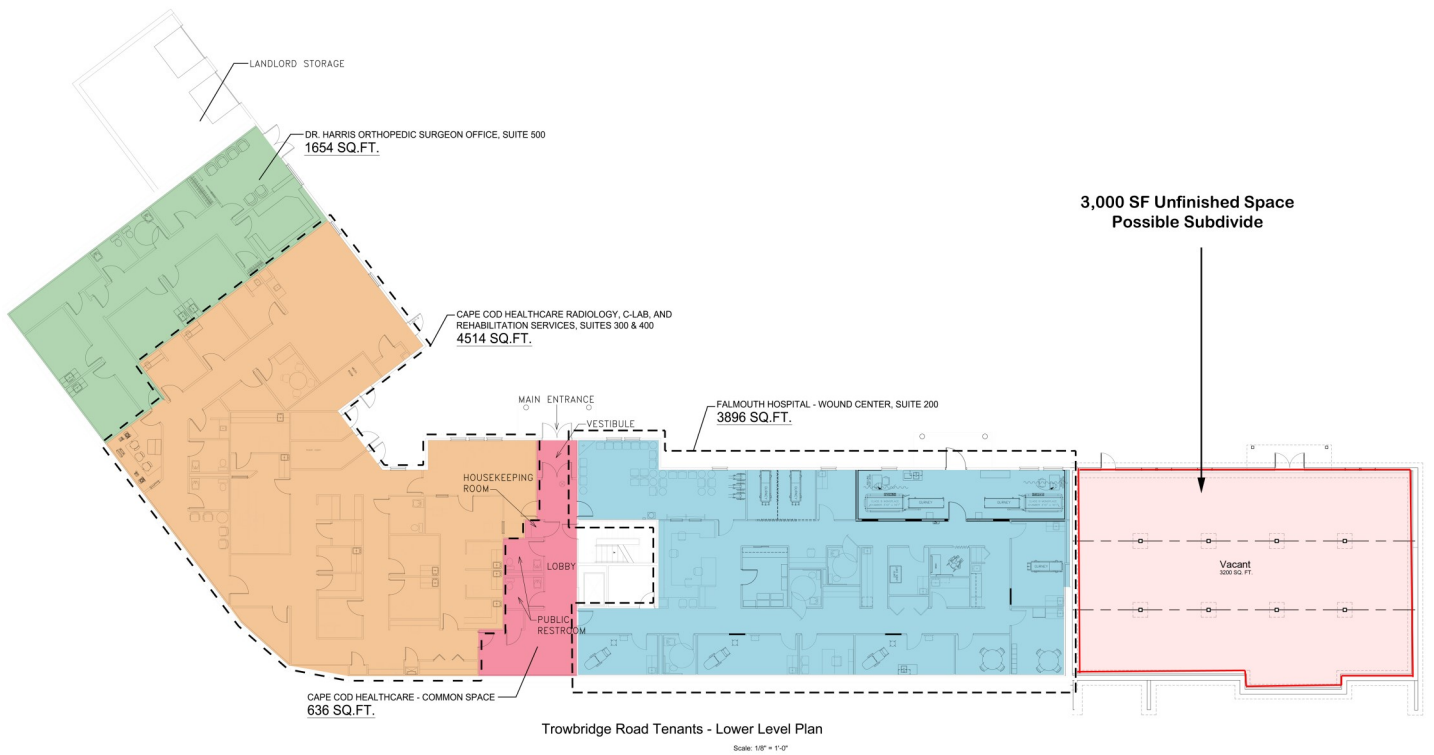 LANDLORD STORAGE
DR. HARRIS ORTHOPEDIC SURGEON OFFICE, SUITE 500
1654 SQ.FT.
3,000 SF Unfinished Space
Possible Subdivide
CAPE COD HEALTHCARE RADIOLOGY, C-LAB, AND
REHABILITATION SERVICES, SUITES 300 & 400
4514 SQ.FT.
MAIN ENTRANCE
VESTIBULE
FALMOUTH HOSPITAL - WOUND CENTER, SUITE 200
3896 SQ.FT.
HOUSEKEEPING
ROOM
LOBBY
PUBLIC
RESTROOM
Vacant
3200 SQ. FT.
CAPE COD HEALTHCARE - COMMON SPACE
636 SQ.FT.
Trowbridge Road Tenants - Lower Level Plan
Scale: 1/8" = 1'-0"